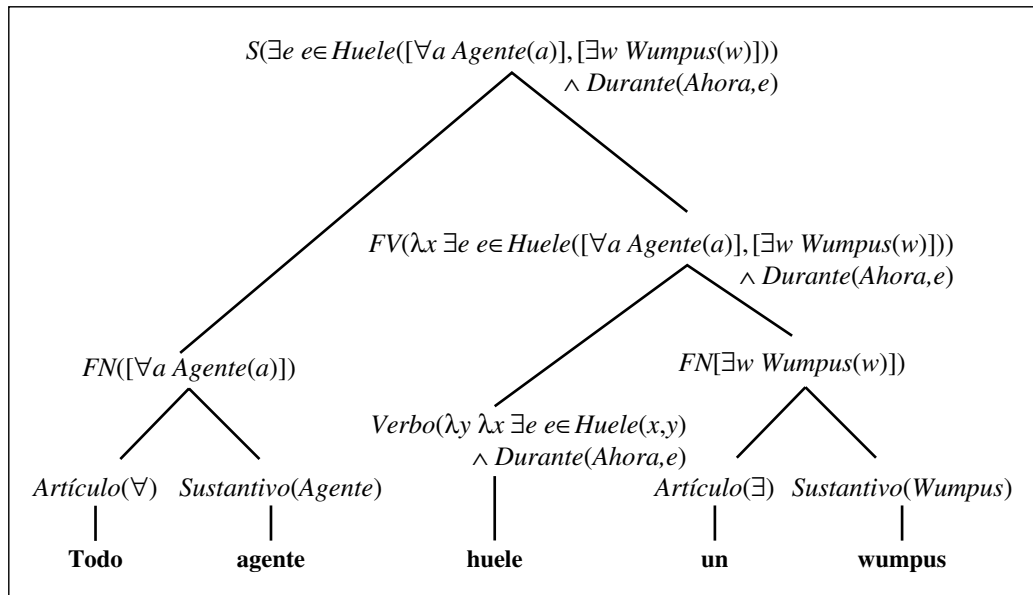 S(∃e e∈Huele([∀a Agente(a)],[∃w Wumpus(w)]))
∧ Durante(Ahora,e)
FV(λx ∃e e∈Huele([∀a Agente(a)],[∃w Wumpus(w)]))
∧ Durante(Ahora,e)
FN([∀a Agente(a)])
FN[∃w Wumpus(w)])
Verbo(λy λx ∃e e∈Huele(x,y)
∧ Durante(Ahora,e)
Artículo(∀) Sustantivo(Agente) Artículo(∃) Sustantivo(Wumpus)
Todo agente huele un wumpus